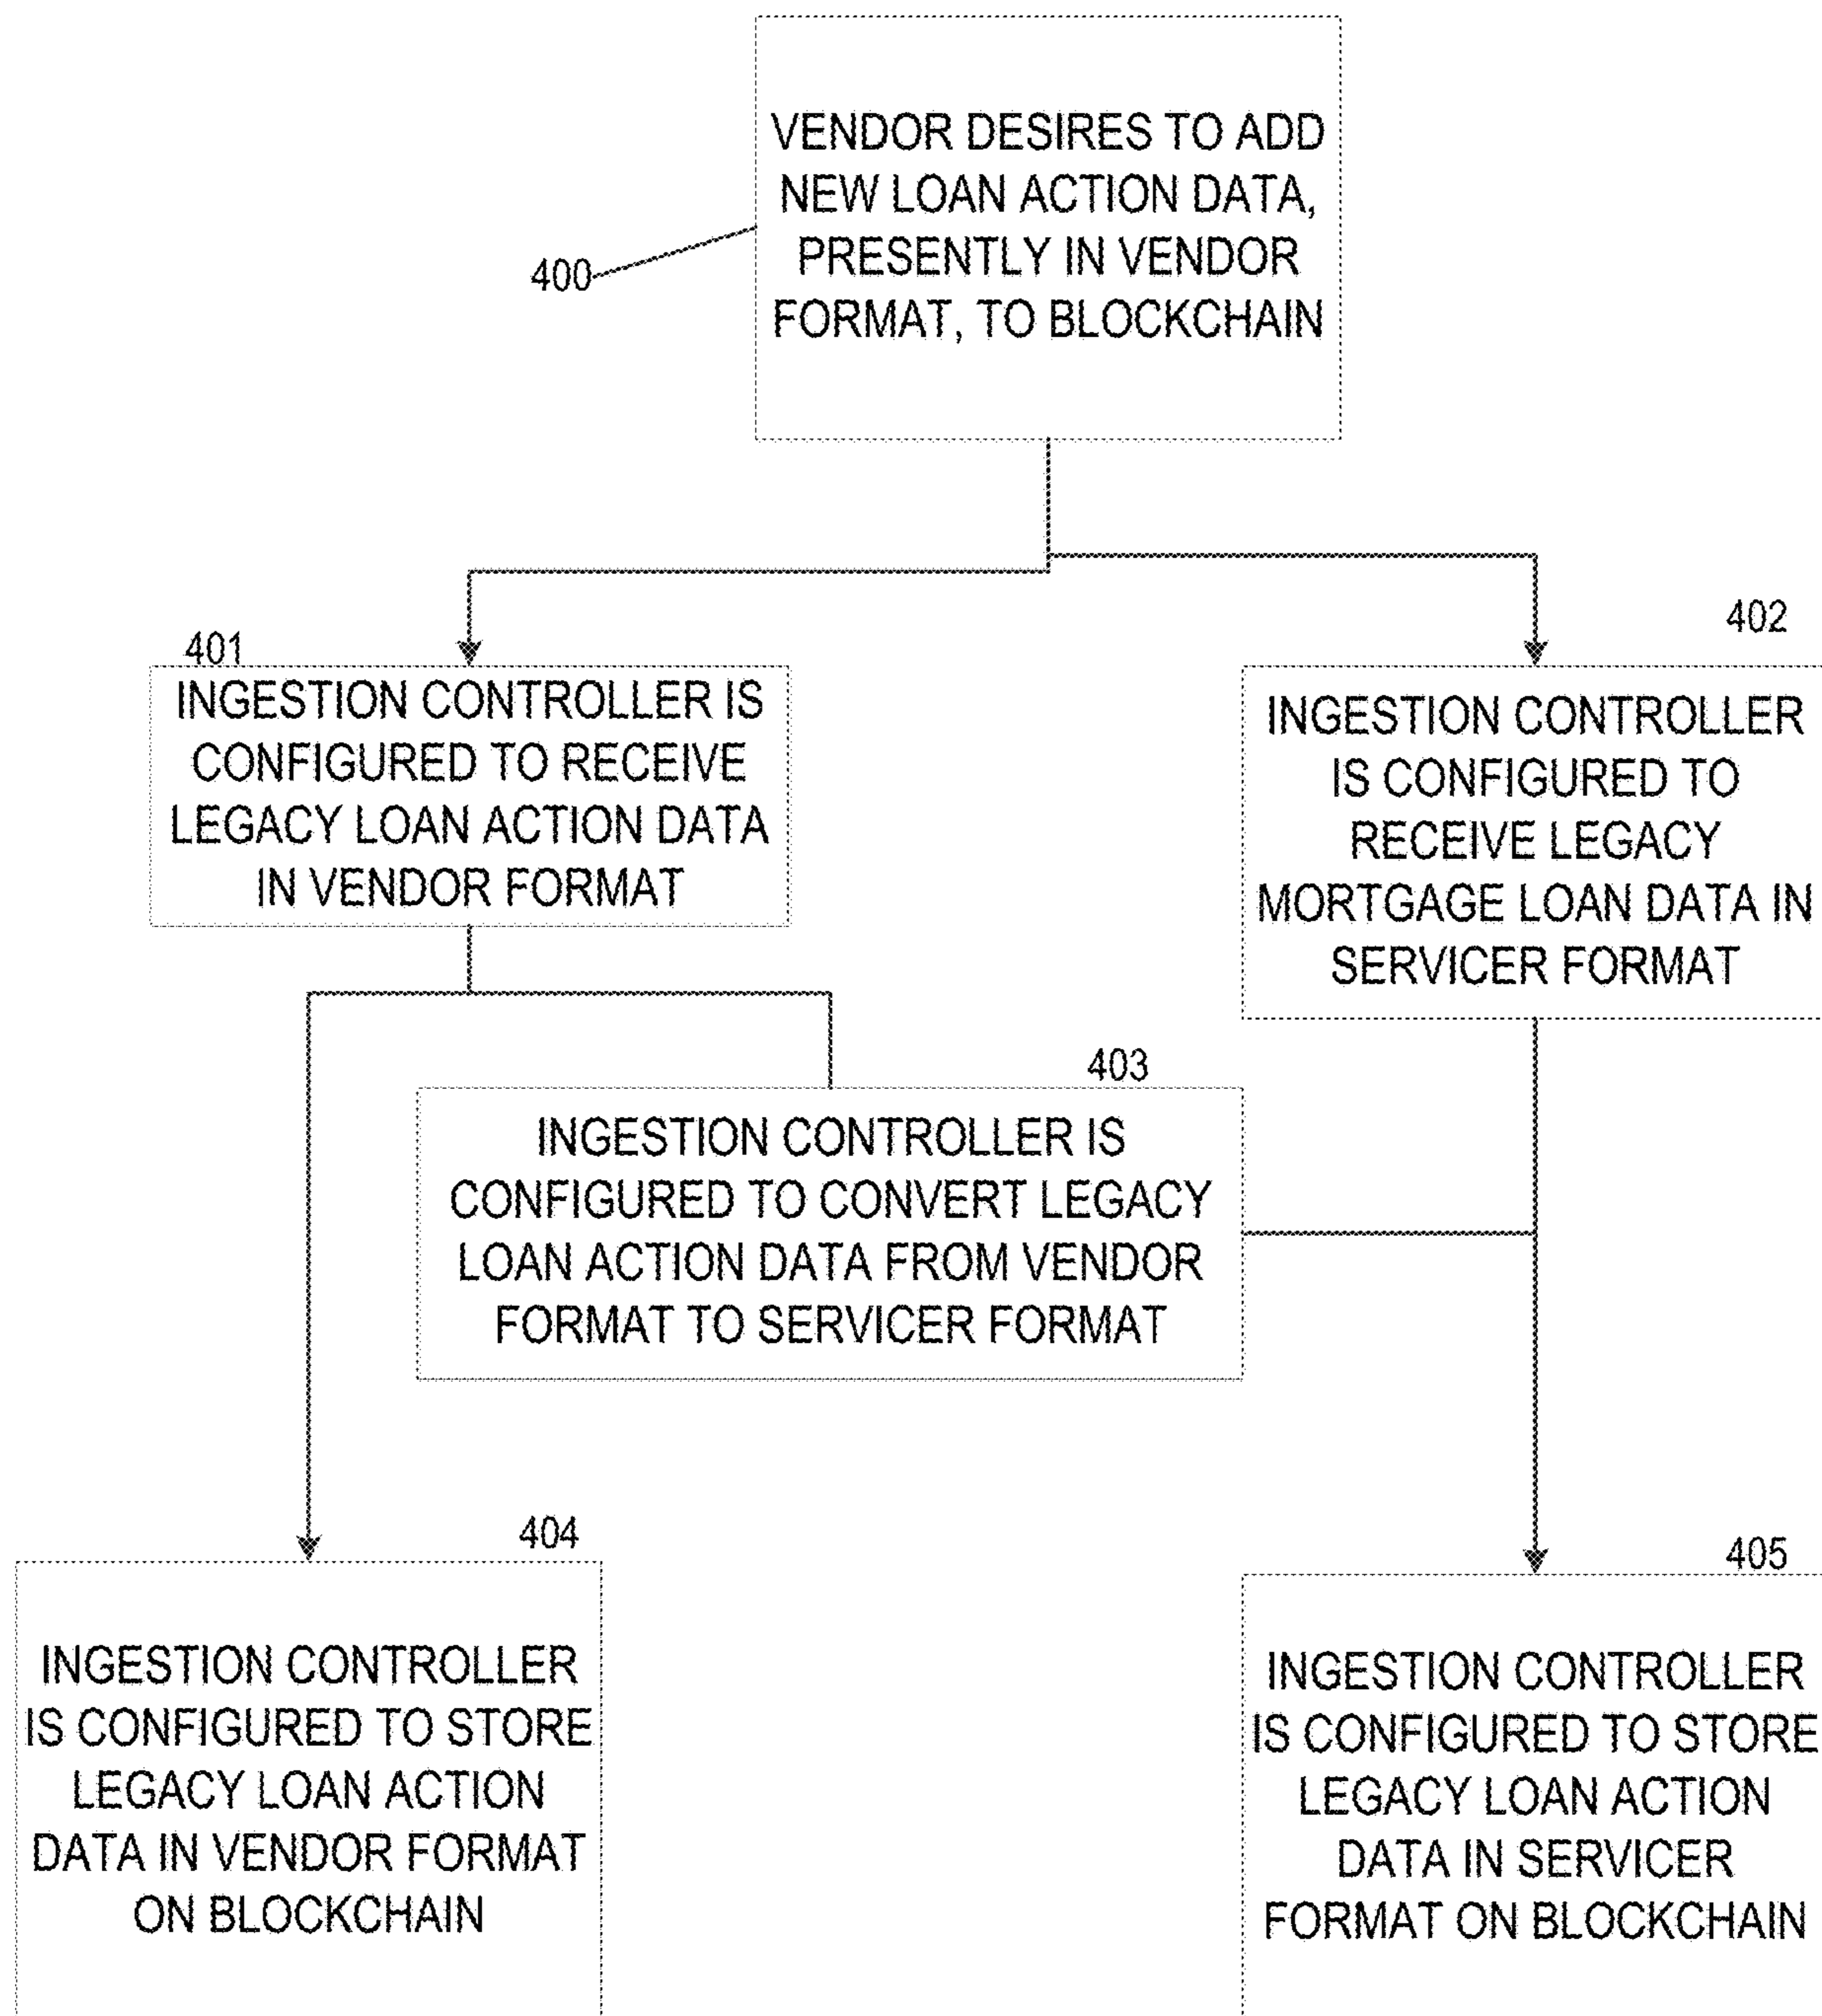 VENDOR DESIRES TO ADD
NEW LOAN ACTION DATA,
PRESENTLY IN VENDOR
FORMAT, TO BLOCKCHAIN
400
401
INGESTION CONTROLLER IS
CONFIGURED TO RECEIVE
LEGACY LOAN ACTION DATA
IN VENDOR FORMAT
402
INGESTION CONTROLLER
IS CONFIGURED TO
RECEIVE LEGACY
MORTGAGE LOAN DATA IN
SERVICER FORMAT
403
INGESTION CONTROLLER IS
CONFIGURED TO CONVERT LEGACY
LOAN ACTION DATA FROM VENDOR
FORMAT TO SERVICER FORMAT
404
INGESTION CONTROLLER
IS CONFIGURED TO STORE
LEGACY LOAN ACTION
DATA IN VENDOR FORMAT
ON BLOCKCHAIN
405
INGESTION CONTROLLER
IS CONFIGURED TO STORE
LEGACY LOAN ACTION
DATA IN SERVICER
FORMAT ON BLOCKCHAIN